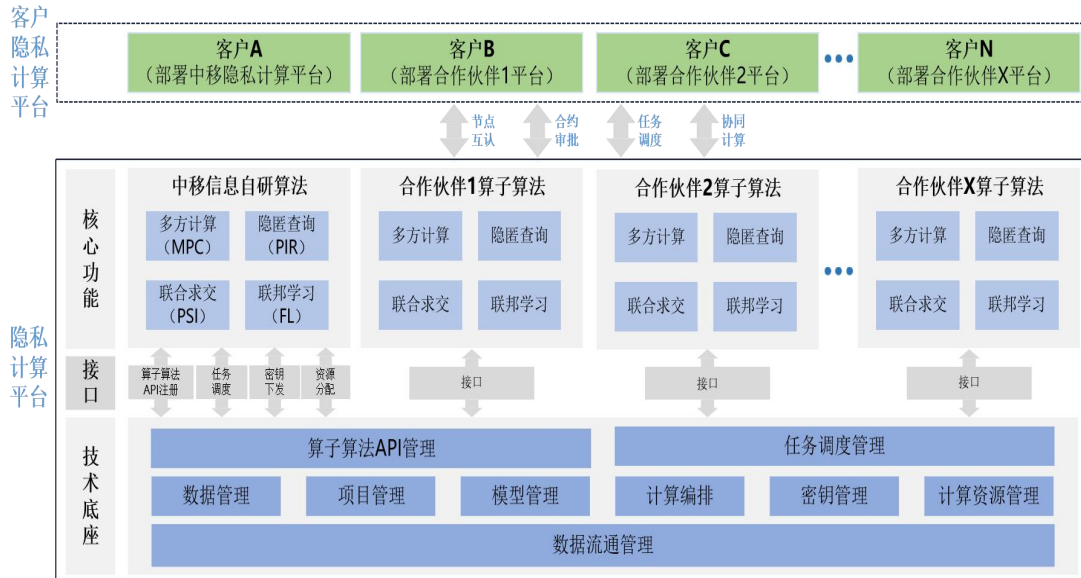 客户
隐私
计算
平台
客户A
（部署中移隐私计算平台）
客户B
（部署合作伙伴1平台）
客户C
（部署合作伙伴2平台）
客户N
（部署合作伙伴X平台）
节点
互认
合约
审批
任务
调度
协同
计算
隐私
计算
平台
核
心
功
能
中移信息自研算法
多方计算
（MPC）
隐匿查询
（PIR）
联合求交
（PSI）
联邦学习
（FL）
合作伙伴1算子算法
多方计算
隐匿查询
联合求交
联邦学习
合作伙伴2算子算法
多方计算
隐匿查询
联合求交
联邦学习
合作伙伴X算子算法
多方计算
隐匿查询
联合求交
联邦学习
接
口
算子算法
API注册
任务
调度
密钥
下发
资源
分配
接口
接口
接口
技
术
底
座
算子算法API管理
任务调度管理
数据管理
项目管理
模型管理
计算编排
密钥管理
计算资源管理
数据流通管理